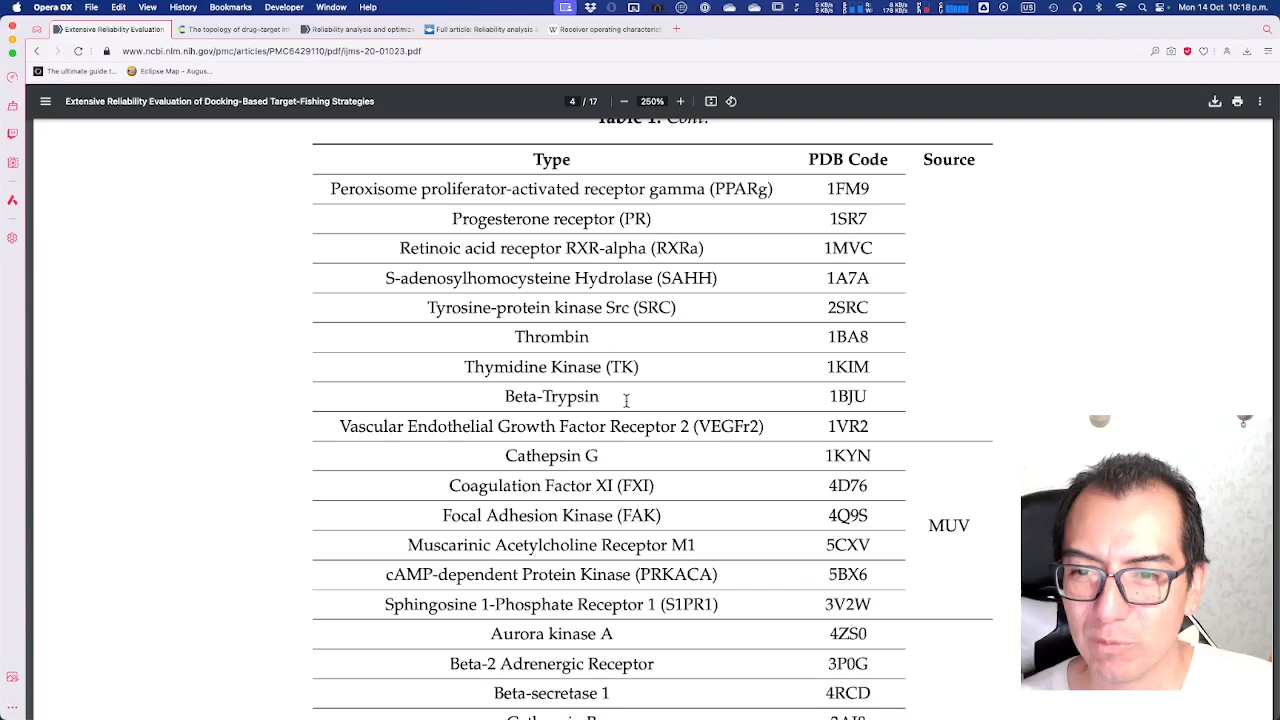 Opera GX File Edit View History Bookmarks Developer Window Help Mon 14 Oct 10:18 p.m.
Extensive Reliability Evaluation The topology of drug–target in Reliability analysis and optimiz Full article: Reliability analysis Receiver operating characteris
www.ncbi.nlm.nih.gov/pmc/articles/PMC6429110/pdf/ijms-20-01023.pdf
The ultimate guide t... Eclipse Map - Augus...
Extensive Reliability Evaluation of Docking-Based Target-Fishing Strategies 4 / 17 250%
Table 1. Cont.
Type PDB Code Source
Peroxisome proliferator-activated receptor gamma (PPARg) 1FM9
Progesterone receptor (PR) 1SR7
Retinoic acid receptor RXR-alpha (RXRa) 1MVC
S-adenosylhomocysteine Hydrolase (SAHH) 1A7A
Tyrosine-protein kinase Src (SRC) 2SRC
Thrombin 1BA8
Thymidine Kinase (TK) 1KIM
Beta-Trypsin 1BJU
Vascular Endothelial Growth Factor Receptor 2 (VEGFr2) 1VR2
Cathepsin G 1KYN
Coagulation Factor XI (FXI) 4D76
Focal Adhesion Kinase (FAK) 4Q9S
MUV
Muscarinic Acetylcholine Receptor M1 5CXV
cAMP-dependent Protein Kinase (PRKACA) 5BX6
Sphingosine 1-Phosphate Receptor 1 (S1PR1) 3V2W
Aurora kinase A 4ZS0
Beta-2 Adrenergic Receptor 3P0G
Beta-secretase 1 4RCD